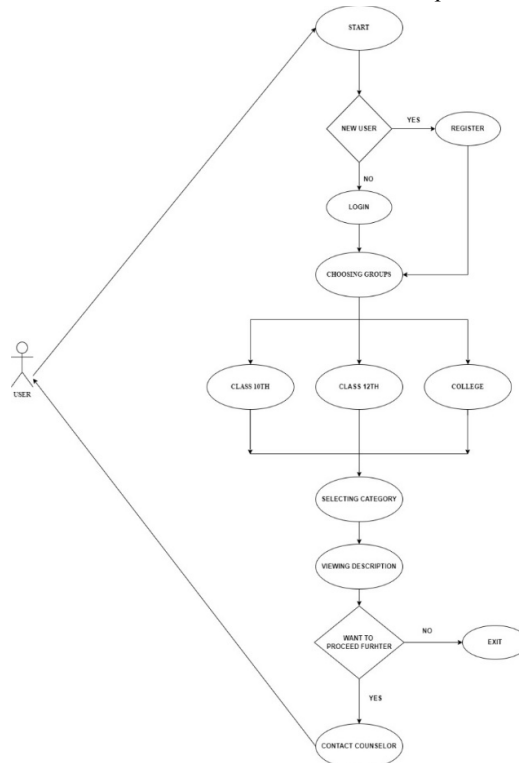 START
NEW USER
YES
REGISTER
NO
LOGIN
CHOOSING GROUPS
USER
CLASS 10TH
CLASS 12TH
COLLEGE
SELECTING CATEGORY
VIEWING DESCRIPTION
WANT TO
PROCEED FURHTER
NO
EXIT
YES
CONTACT COUNSELOR